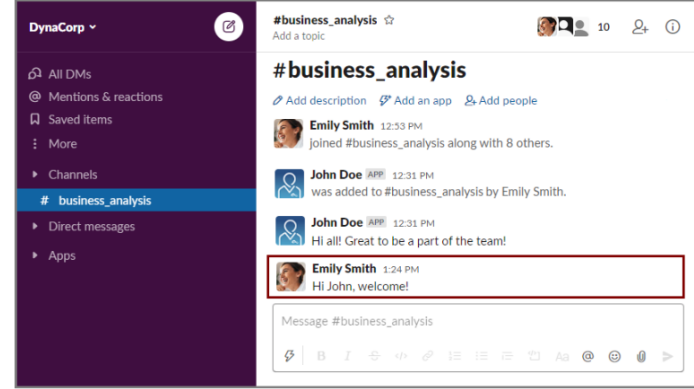 DynaCorp
#business_analysis
Add a topic
10
All DMs
@ Mentions & reactions
Saved items
More
Channels
# business_analysis
Direct messages
Apps
#business_analysis
Add description Add an app Add people
Emily Smith 12:53 PM
joined #business_analysis along with 8 others.
John Doe APP 12:31 PM
was added to #business_analysis by Emily Smith.
John Doe APP 12:31 PM
Hi all! Great to be a part of the team!
Emily Smith 1:24 PM
Hi John, welcome!
Message #business_analysis
B I S </> Aa @